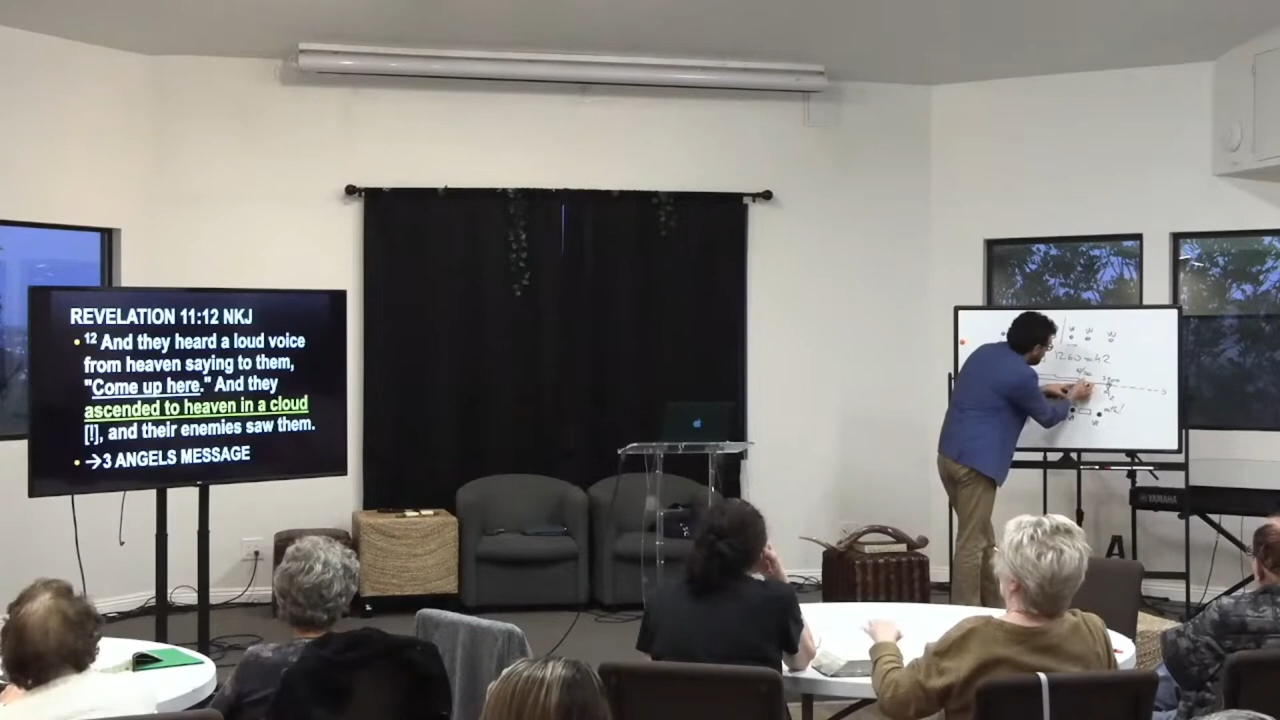 REVELATION 11:12 NKJ
• 12 And they heard a loud voice
from heaven saying to them,
"Come up here." And they
ascended to heaven in a cloud
[!], and their enemies saw them.
• →3 ANGELS MESSAGE
1260 = 42
YAMAHA